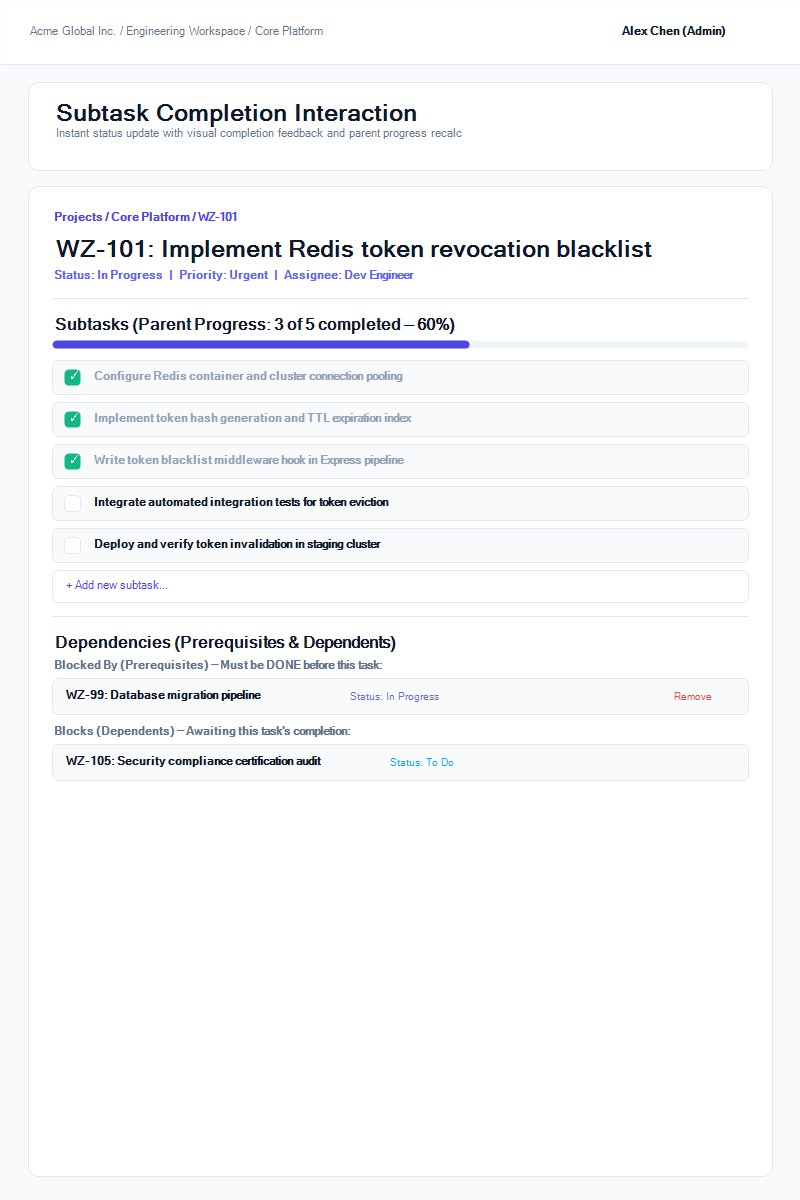 Acme Global Inc. / Engineering Workspace / Core Platform
Alex Chen (Admin)
Subtask Completion Interaction
Instant status update with visual completion feedback and parent progress recalc
Projects / Core Platform / WZ-101
WZ-101: Implement Redis token revocation blacklist
Status: In Progress | Priority: Urgent | Assignee: Dev Engineer
Subtasks (Parent Progress: 3 of 5 completed — 60%)
✓ Configure Redis container and cluster connection pooling
✓ Implement token hash generation and TTL expiration index
✓ Write token blacklist middleware hook in Express pipeline
Integrate automated integration tests for token eviction
Deploy and verify token invalidation in staging cluster
+ Add new subtask...
Dependencies (Prerequisites & Dependents)
Blocked By (Prerequisites) — Must be DONE before this task:
WZ-99: Database migration pipeline Status: In Progress Remove
Blocks (Dependents) — Awaiting this task's completion:
WZ-105: Security compliance certification audit Status: To Do